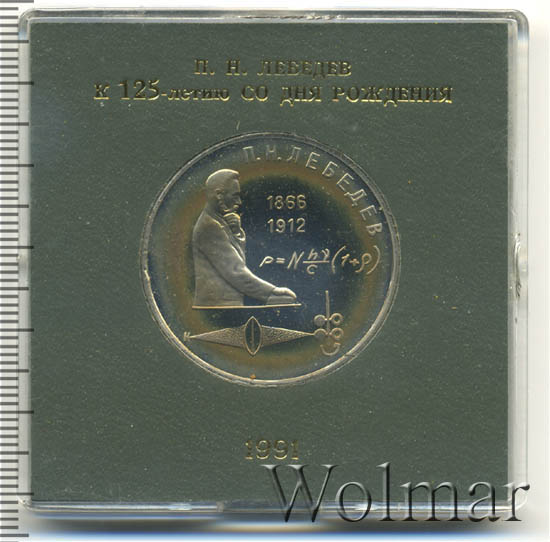 П. Н. ЛЕБЕДЕВ
К 125-летию СО ДНЯ РОЖДЕНИЯ
П.Н.ЛЕБЕДЕВ
1866
1912
P=N hν/c (1+ρ)
И
1991
Wolmar